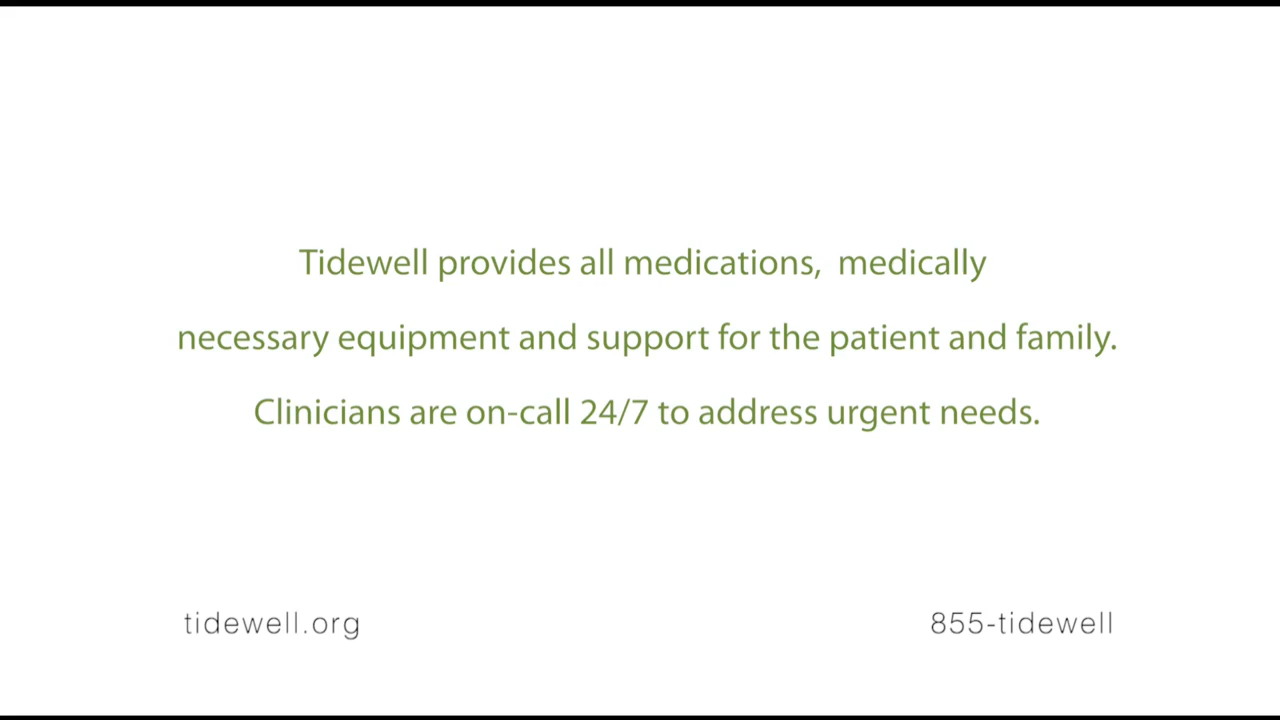 Tidewell provides all medications,  medically
necessary equipment and support for the patient and family.
Clinicians are on-call 24/7 to address urgent needs.
tidewell.org
855-tidewell